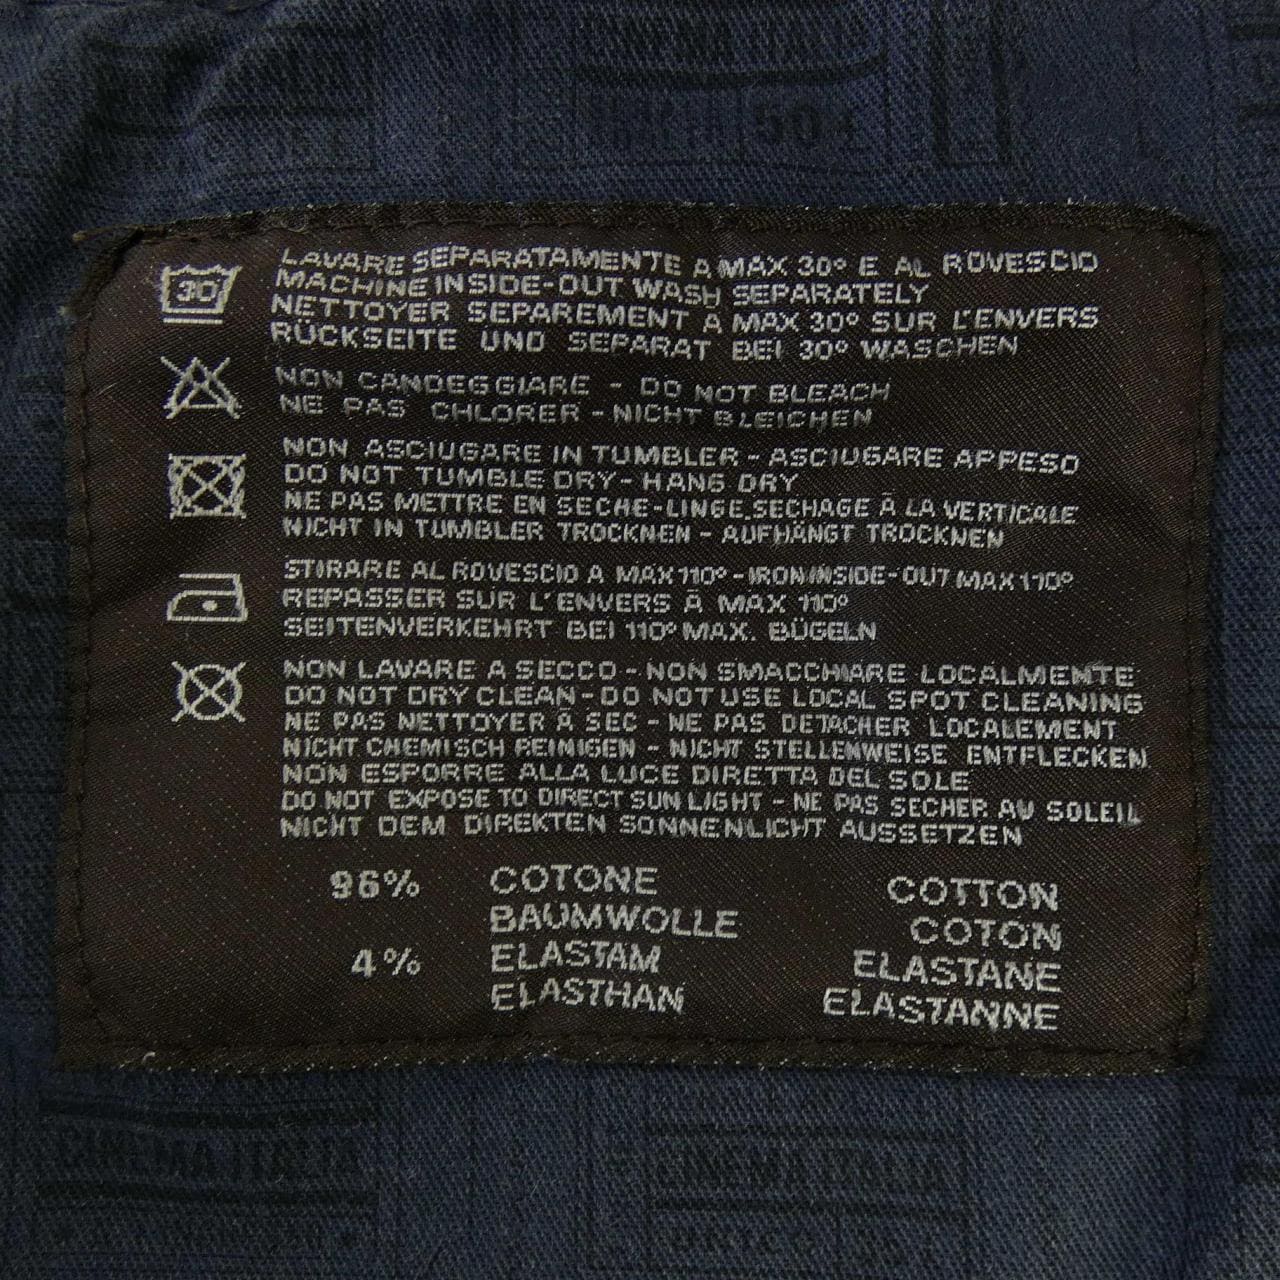 50
30
LAVARE SEPARATAMENTE A MAX 30° E AL ROVESCIO
MACHINE INSIDE-OUT WASH SEPARATELY
NETTOYER SEPAREMENT A MAX 30° SUR L'ENVERS
RÜCKSEITE UND SEPARAT BEI 30° WASCHEN
NON CANDEGGIARE - DO NOT BLEACH
NE PAS CHLORER - NICHT BLEICHEN
NON ASCIUGARE IN TUMBLER - ASCIUGARE APPESO
DO NOT TUMBLE DRY - HANG DRY
NE PAS METTRE EN SECHE-LINGE,SECHAGE Ā LA VERTICALE
NICHT IN TUMBLER TROCKNEN - AUFHÄNGT TROCKNEN
STIRARE AL ROVESCIO A MAX 110° - IRON INSIDE-OUT MAX 110°
REPASSER SUR L'ENVERS Ā MAX 110°
SEITENVERKEHRT BEI 110° MAX. BÜGELN
NON LAVARE A SECCO - NON SMACCHIARE LOCALMENTE
DO NOT DRY CLEAN - DO NOT USE LOCAL SPOT CLEANING
NE PAS NETTOYER Ā SEC - NE PAS DETACHER LOCALEMENT
NICHT CHEMISCH REINIGEN - NICHT STELLENWEISE ENTFLECKEN
NON ESPORRE ALLA LUCE DIRETTA DEL SOLE
DO NOT EXPOSE TO DIRECT SUN LIGHT - NE PAS SECHER AU SOLEIL
NICHT DEM DIREKTEN SONNENLICHT AUSSETZEN
96% COTONE COTTON
BAUMWOLLE COTON
4% ELASTAM ELASTANE
ELASTHAN ELASTANNE
CINEMA ITALIA
CINEMA ITALIA